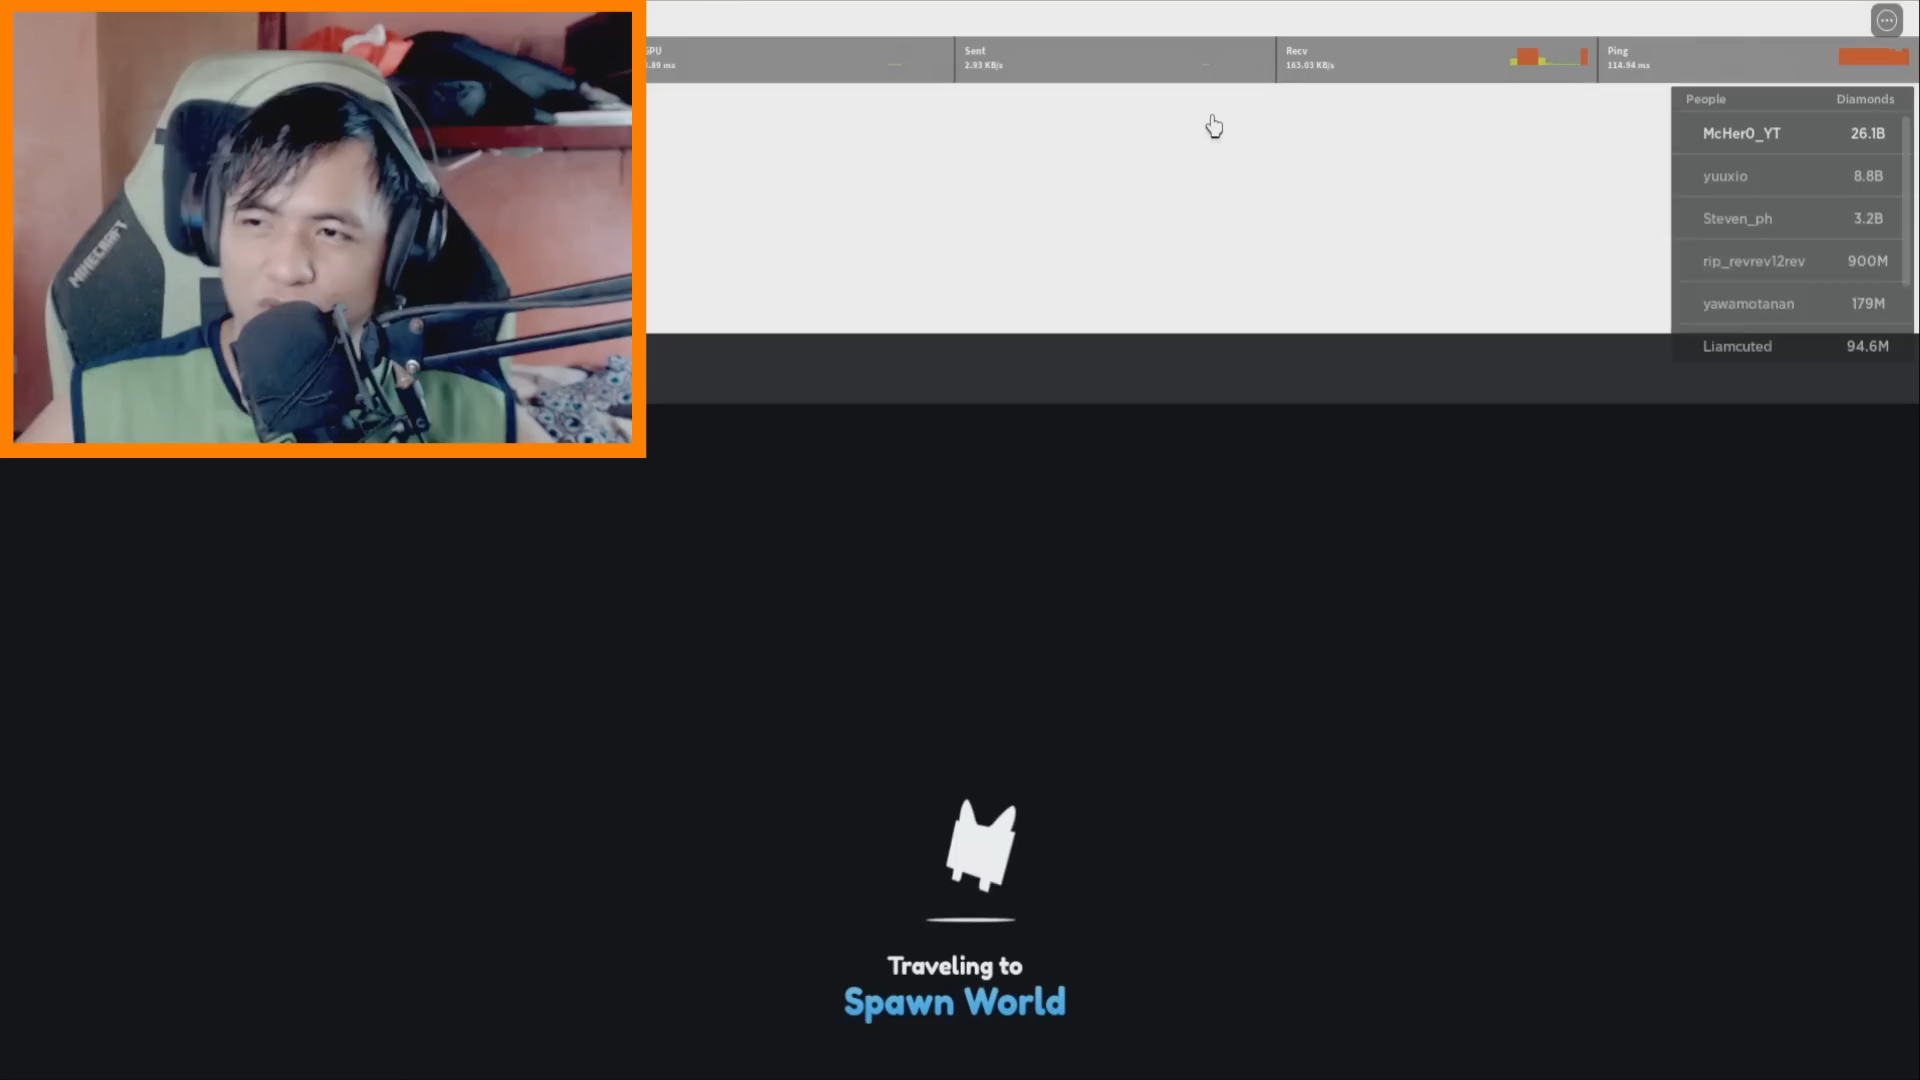 MINECRAFT
Sent
2.93 KB/s
Recv
163.03 KB/s
Ping
114.94 ms
People Diamonds
McHer0_YT 26.1B
yuuxio 8.8B
Steven_ph 3.2B
rip_revrev12rev 900M
yawamotanan 179M
Liamcuted 94.6M
Traveling to
Spawn World